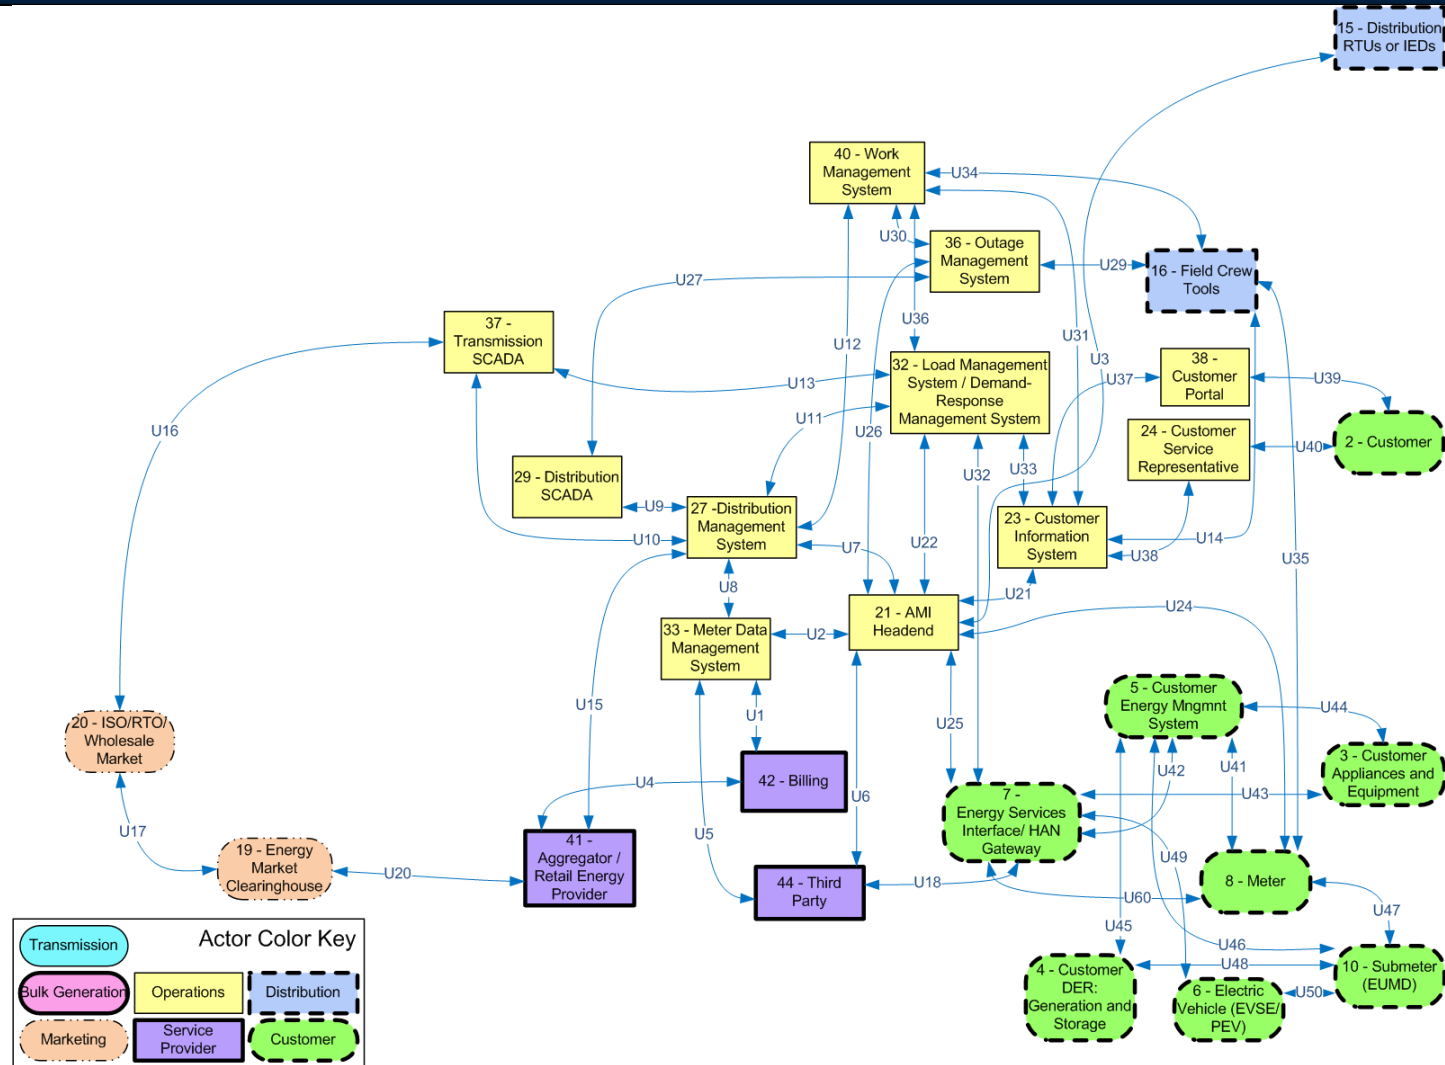 15 - Distribution
RTUs or IEDs
40 - Work
Management
System
U34
U30
36 - Outage
Management
System
U29
16 - Field Crew
Tools
U27
U36
U12
U31
U3
37 -
Transmission
SCADA
U13
32 - Load Management
System / Demand-
Response
Management System
U37
38 -
Customer
Portal
U39
U16
U11
U26
24 - Customer
Service
Representative
U40
2 - Customer
29 - Distribution
SCADA
U9
27 -Distribution
Management
System
U32
U33
23 - Customer
Information
System
U10
U7
U22
U38
U14
U35
U8
U21
U24
21 - AMI
Headend
33 - Meter Data
Management
System
U2
U15
U1
U25
5 - Customer
Energy Mngmnt
System
U44
20 - ISO/RTO/
Wholesale
Market
U42
U41
3 - Customer
Appliances and
Equipment
U4
42 - Billing
U6
7 -
Energy Services
Interface/ HAN
Gateway
U43
U17
U5
41 -
Aggregator /
Retail Energy
Provider
19 - Energy
Market
Clearinghouse
U20
44 - Third
Party
U18
U49
U60
8 - Meter
U47
U45
U46
U48
4 - Customer
DER:
Generation and
Storage
6 - Electric
Vehicle (EVSE/
PEV)
U50
10 - Submeter
(EUMD)
Actor Color Key
Transmission
Bulk Generation
Operations
Distribution
Marketing
Service
Provider
Customer